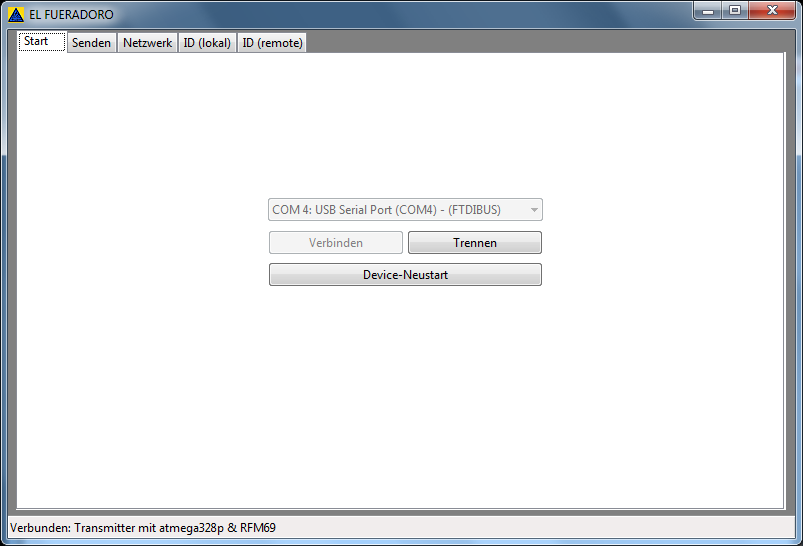 EL FUERADORO
Start Senden Netzwerk ID (lokal) ID (remote)
COM 4: USB Serial Port (COM4) - (FTDIBUS)
Verbinden Trennen
Device-Neustart
Verbunden: Transmitter mit atmega328p & RFM69